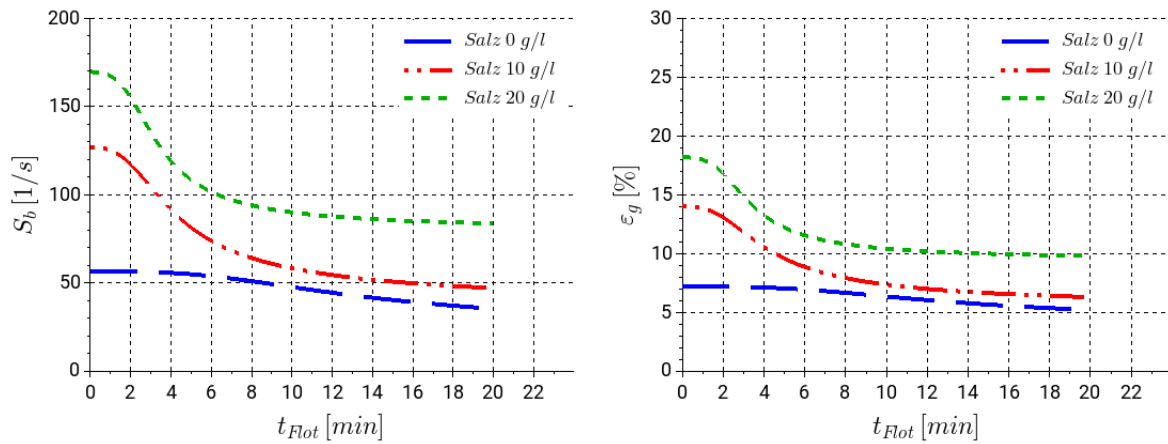 200
150
100
50
0
S_b [1/s]
Salz 0 g/l
Salz 10 g/l
Salz 20 g/l
0 2 4 6 8 10 12 14 16 18 20 22
t_Flot [min]
30
25
20
15
10
5
0
ε_g [%]
Salz 0 g/l
Salz 10 g/l
Salz 20 g/l
0 2 4 6 8 10 12 14 16 18 20 22
t_Flot [min]